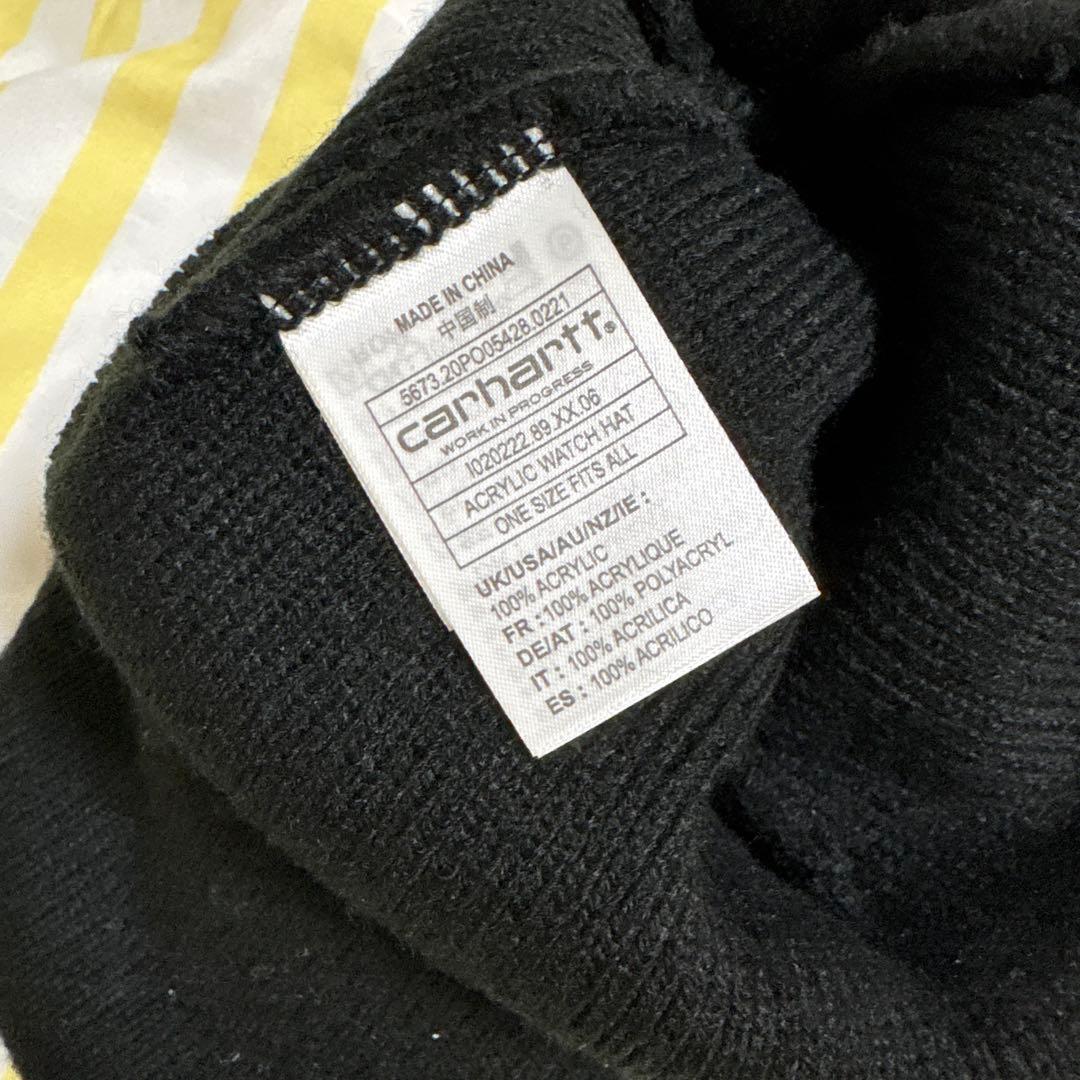 MADE IN CHINA
中国制
5673.20PO05428.0221
carhartt®
WORK IN PROGRESS
I020222.89.XX.06
ACRYLIC WATCH HAT
ONE SIZE FITS ALL
UK/USA/AU/NZ/IE :
100% ACRYLIC
FR : 100% ACRYLIQUE
DE/AT : 100% POLYACRYL
IT : 100% ACRILICA
ES : 100% ACRILICO